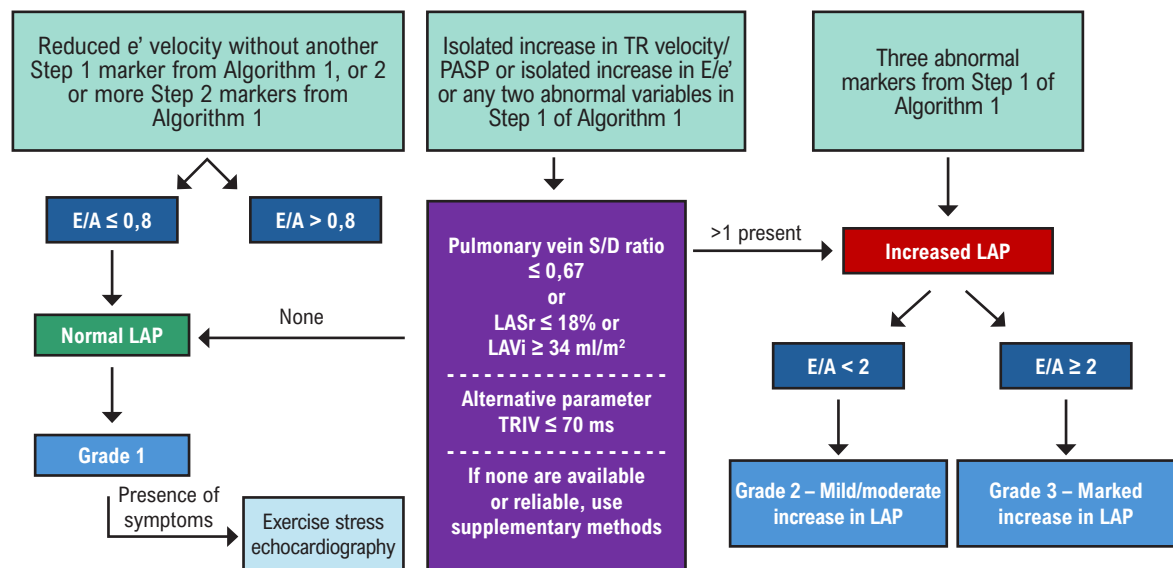 Reduced e' velocity without another
Step 1 marker from Algorithm 1, or 2
or more Step 2 markers from
Algorithm 1
Isolated increase in TR velocity/
PASP or isolated increase in E/e'
or any two abnormal variables in
Step 1 of Algorithm 1
Three abnormal
markers from Step 1 of
Algorithm 1
E/A ≤ 0,8
E/A > 0,8
Pulmonary vein S/D ratio
≤ 0,67
or
LASr ≤ 18% or
LAVi ≥ 34 ml/m²
Alternative parameter
TRIV ≤ 70 ms
If none are available
or reliable, use
supplementary methods
>1 present
Increased LAP
None
Normal LAP
E/A < 2
E/A ≥ 2
Grade 1
Grade 2 – Mild/moderate
increase in LAP
Grade 3 – Marked
increase in LAP
Presence of
symptoms
Exercise stress
echocardiography